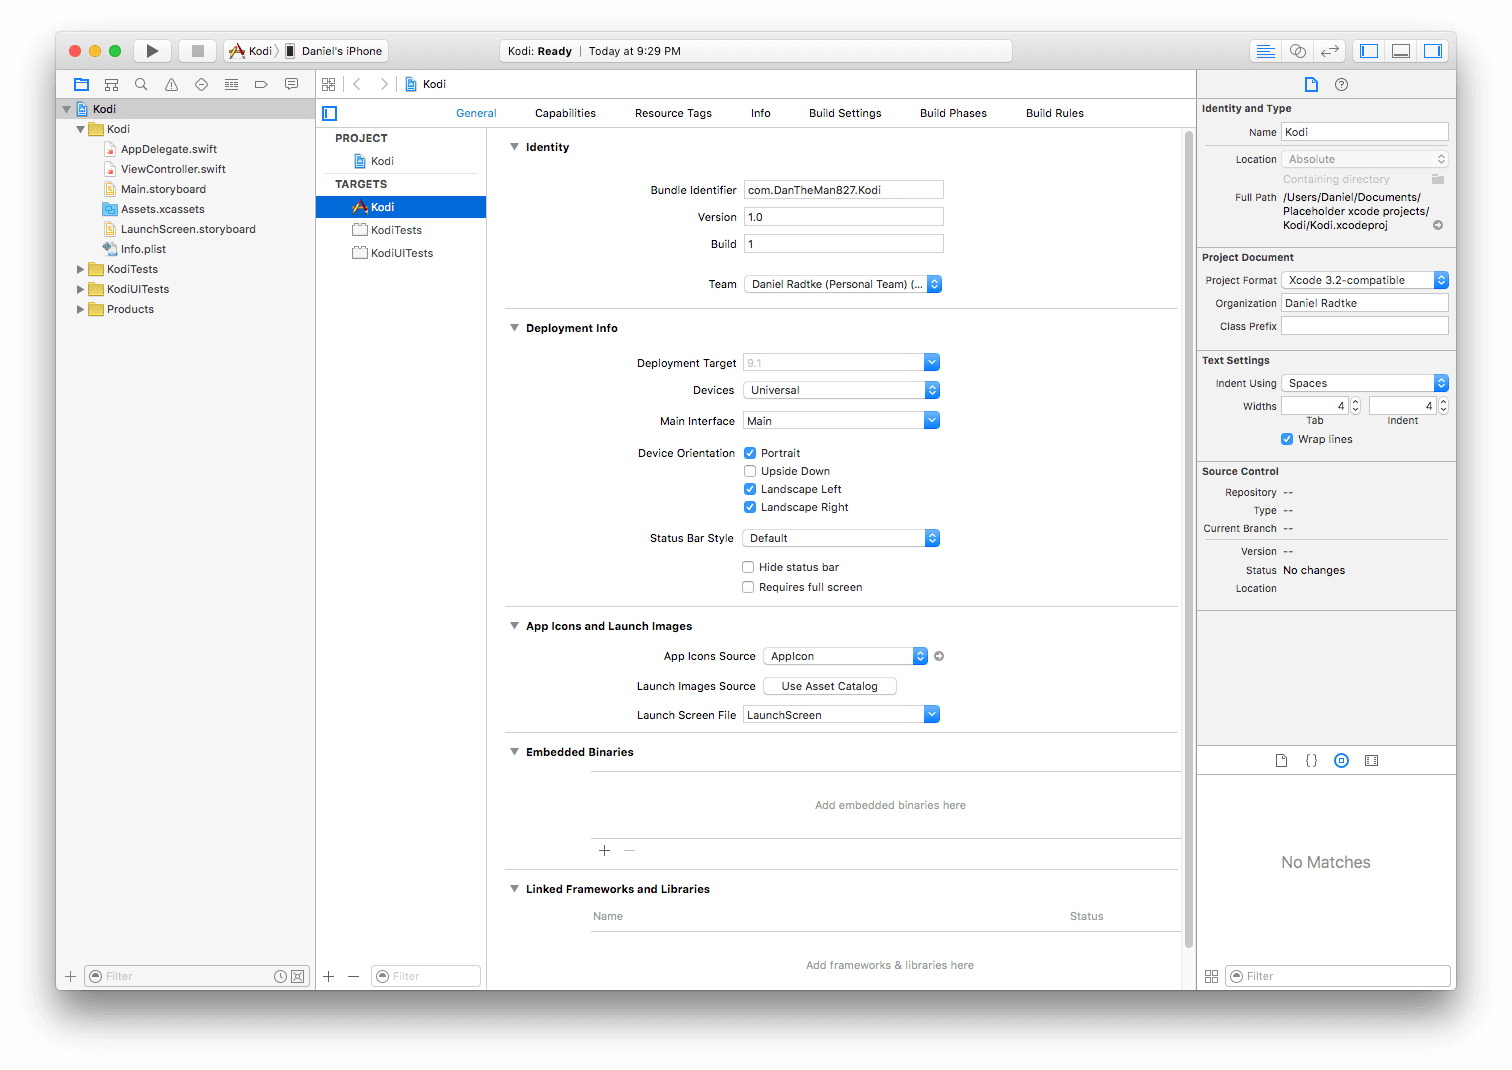 Kodi
Daniel's iPhone
Kodi: Ready | Today at 9:29 PM
Kodi
AppDelegate.swift
ViewController.swift
Main.storyboard
Assets.xcassets
LaunchScreen.storyboard
Info.plist
KodiTests
KodiUITests
Products
Kodi
Filter
Kodi
General
Capabilities
Resource Tags
Info
Build Settings
Build Phases
Build Rules
PROJECT
Kodi
TARGETS
Kodi
KodiTests
KodiUITests
Filter
Identity
Bundle Identifier com.DanTheMan827.Kodi
Version 1.0
Build 1
Team Daniel Radtke (Personal Team) (...
Deployment Info
Deployment Target 9.1
Devices Universal
Main Interface Main
Device Orientation Portrait
Upside Down
Landscape Left
Landscape Right
Status Bar Style Default
Hide status bar
Requires full screen
App Icons and Launch Images
App Icons Source AppIcon
Launch Images Source Use Asset Catalog
Launch Screen File LaunchScreen
Embedded Binaries
Add embedded binaries here
Linked Frameworks and Libraries
Name Status
Add frameworks & libraries here
Identity and Type
Name Kodi
Location Absolute
Containing directory
Full Path /Users/Daniel/Documents/
Placeholder xcode projects/
Kodi/Kodi.xcodeproj
Project Document
Project Format Xcode 3.2-compatible
Organization Daniel Radtke
Class Prefix
Text Settings
Indent Using Spaces
Widths 4 4
Tab Indent
Wrap lines
Source Control
Repository --
Type --
Current Branch --
Version --
Status No changes
Location
No Matches
Filter